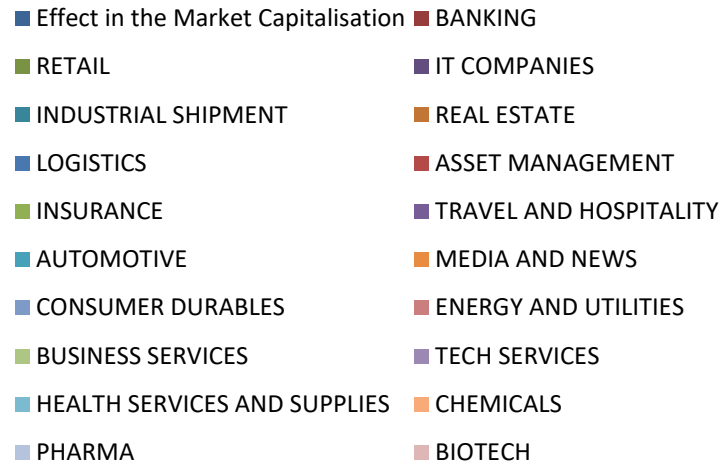 Effect in the Market Capitalisation BANKING
RETAIL IT COMPANIES
INDUSTRIAL SHIPMENT REAL ESTATE
LOGISTICS ASSET MANAGEMENT
INSURANCE TRAVEL AND HOSPITALITY
AUTOMOTIVE MEDIA AND NEWS
CONSUMER DURABLES ENERGY AND UTILITIES
BUSINESS SERVICES TECH SERVICES
HEALTH SERVICES AND SUPPLIES CHEMICALS
PHARMA BIOTECH